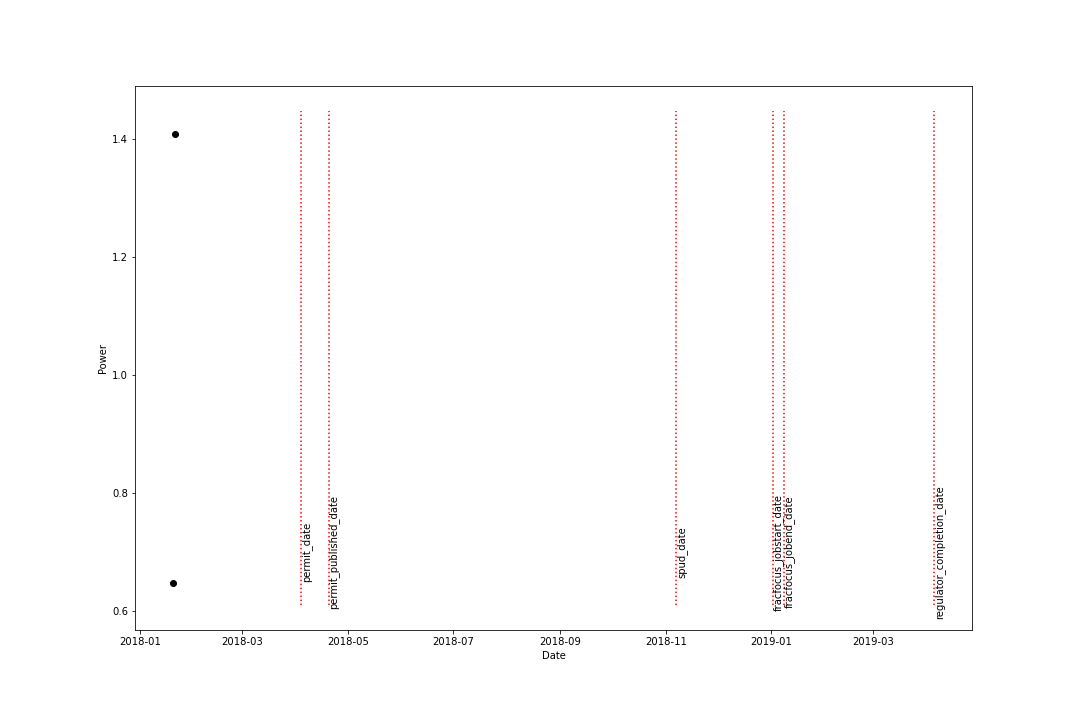 1.4
1.2
1.0
0.8
0.6
Power
permit_date
permit_published_date
spud_date
fracfocus_jobstart_date
fracfocus_jobend_date
regulator_completion_date
2018-01 2018-03 2018-05 2018-07 2018-09 2018-11 2019-01 2019-03
Date